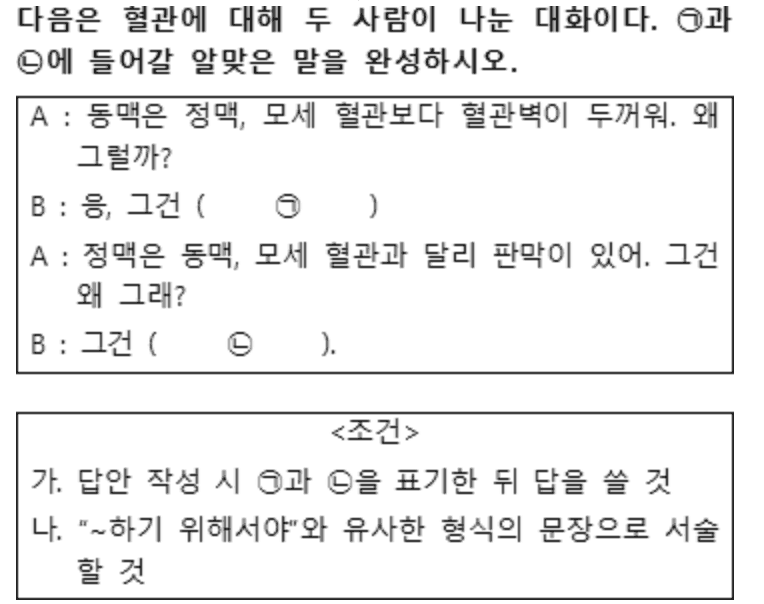 다음은 혈관에 대해 두 사람이 나눈 대화이다. ㉠과
㉡에 들어갈 알맞은 말을 완성하시오.
A : 동맥은 정맥, 모세 혈관보다 혈관벽이 두꺼워. 왜
그럴까?
B : 응, 그건 ( ㉠ )
A : 정맥은 동맥, 모세 혈관과 달리 판막이 있어. 그건
왜 그래?
B : 그건 ( ㉡ ).
<조건>
가. 답안 작성 시 ㉠과 ㉡을 표기한 뒤 답을 쓸 것
나. "~하기 위해서야"와 유사한 형식의 문장으로 서술
할 것